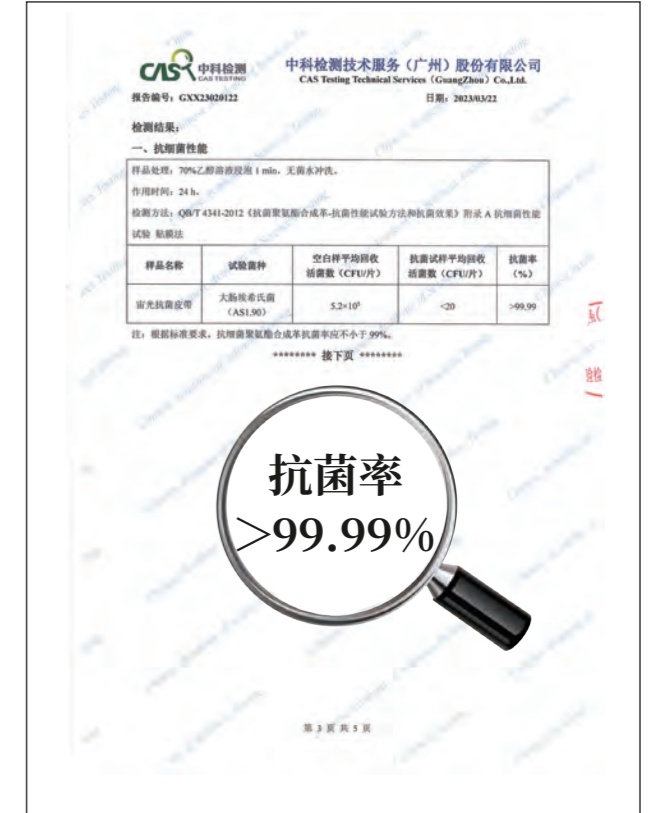 CAS 中科检测
CAS TESTING
中科检测技术服务（广州）股份有限公司
CAS Testing Technical Services（GuangZhou）Co.,Ltd.
报告编号：GXX23020122
日期：2023/03/22
检测结果：
一、抗细菌性能
样品处理：70%乙醇溶液浸泡 1 min，无菌水冲洗。
作用时间：24 h。
检测方法：QB/T 4341-2012《抗菌聚氨酯合成革-抗菌性能试验方法和抗菌效果》附录 A 抗细菌性能
试验 贴膜法
样品名称 试验菌种 空白样平均回收活菌数（CFU/片） 抗菌试样平均回收活菌数（CFU/片） 抗菌率（%）
宙光抗菌皮带 大肠埃希氏菌（AS1.90） <20 >99.99
注：根据标准要求，抗细菌聚氨酯合成革抗菌率应不小于 99%。
******** 接下页 ********
抗菌率
>99.99%
第 3 页 共 5 页